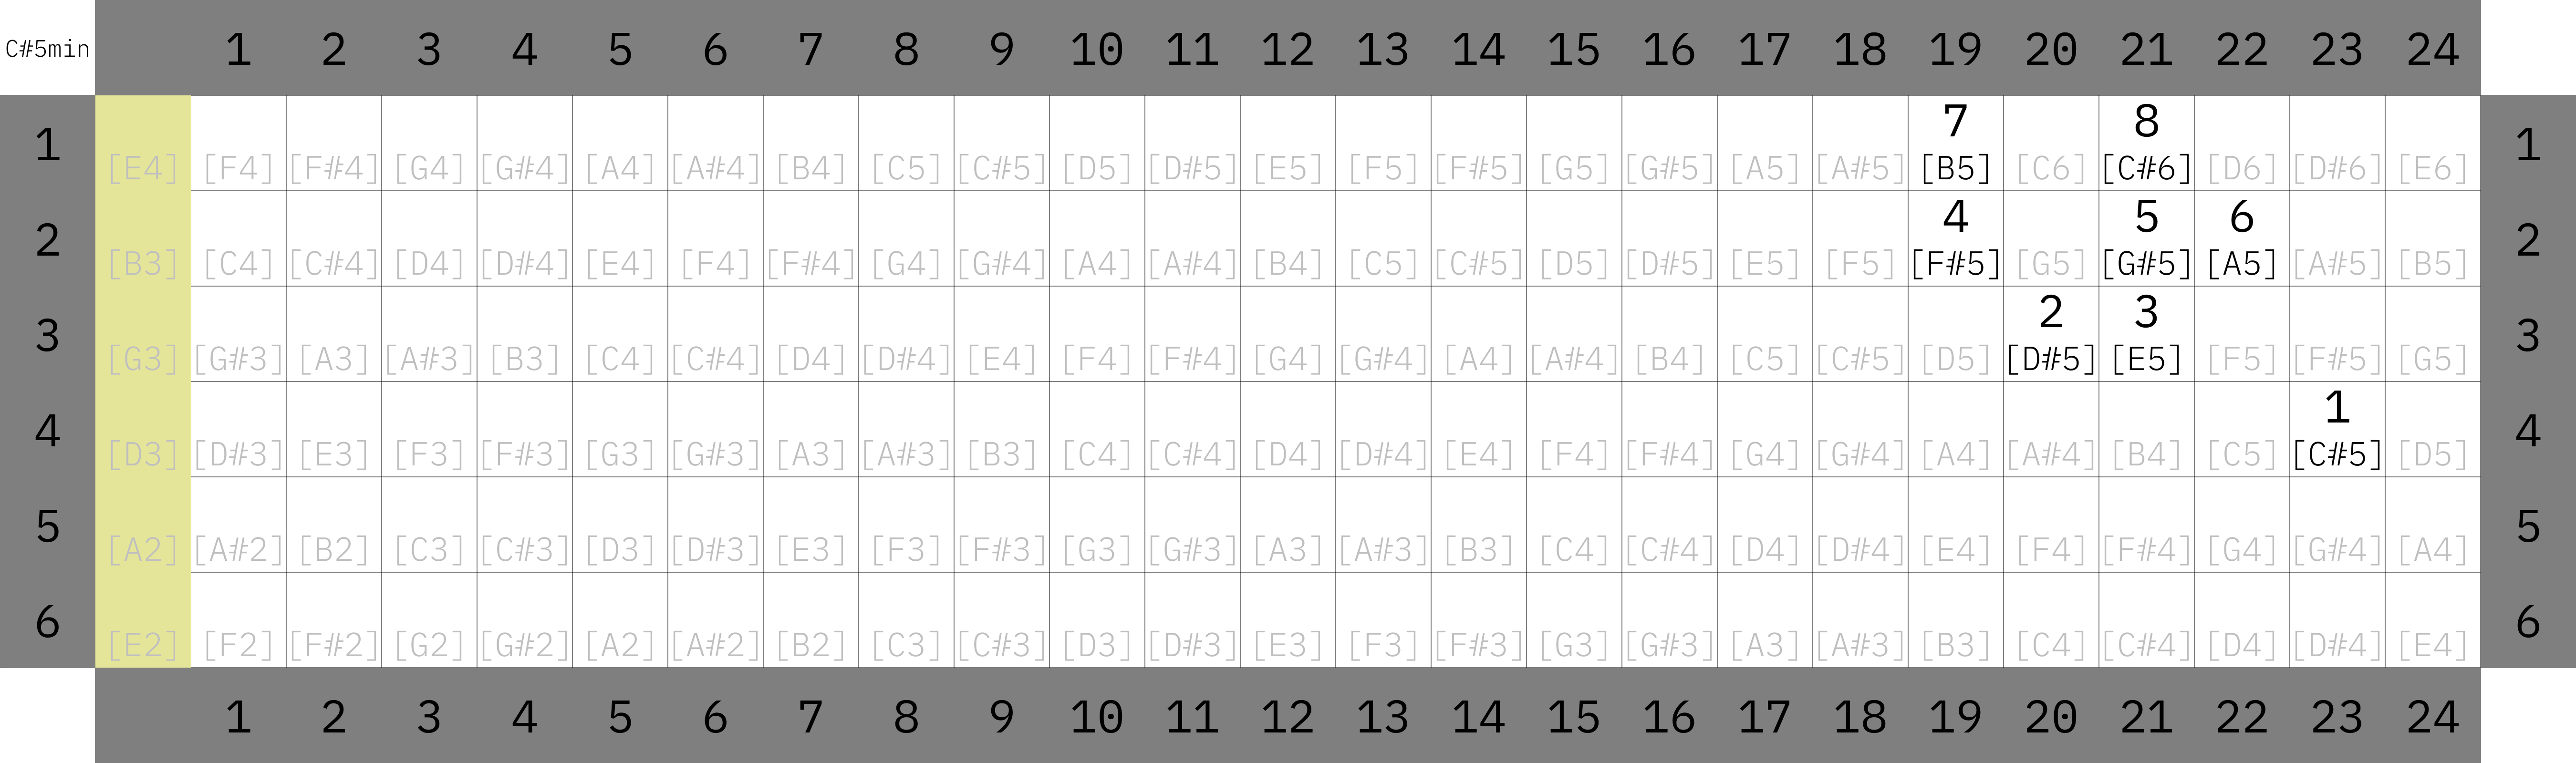 C#5min 1 2 3 4 5 6 7 8 9 10 11 12 13 14 15 16 17 18 19 20 21 22 23 24
7 8
1 [E4] [F4] [F#4] [G4] [G#4] [A4] [A#4] [B4] [C5] [C#5] [D5] [D#5] [E5] [F5] [F#5] [G5] [G#5] [A5] [A#5] [B5] [C6] [C#6] [D6] [D#6] [E6] 1
4 5 6
2 [B3] [C4] [C#4] [D4] [D#4] [E4] [F4] [F#4] [G4] [G#4] [A4] [A#4] [B4] [C5] [C#5] [D5] [D#5] [E5] [F5] [F#5] [G5] [G#5] [A5] [A#5] [B5] 2
2 3
3 [G3] [G#3] [A3] [A#3] [B3] [C4] [C#4] [D4] [D#4] [E4] [F4] [F#4] [G4] [G#4] [A4] [A#4] [B4] [C5] [C#5] [D5] [D#5] [E5] [F5] [F#5] [G5] 3
1
4 [D3] [D#3] [E3] [F3] [F#3] [G3] [G#3] [A3] [A#3] [B3] [C4] [C#4] [D4] [D#4] [E4] [F4] [F#4] [G4] [G#4] [A4] [A#4] [B4] [C5] [C#5] [D5] 4
5 [A2] [A#2] [B2] [C3] [C#3] [D3] [D#3] [E3] [F3] [F#3] [G3] [G#3] [A3] [A#3] [B3] [C4] [C#4] [D4] [D#4] [E4] [F4] [F#4] [G4] [G#4] [A4] 5
6 [E2] [F2] [F#2] [G2] [G#2] [A2] [A#2] [B2] [C3] [C#3] [D3] [D#3] [E3] [F3] [F#3] [G3] [G#3] [A3] [A#3] [B3] [C4] [C#4] [D4] [D#4] [E4] 6
1 2 3 4 5 6 7 8 9 10 11 12 13 14 15 16 17 18 19 20 21 22 23 24